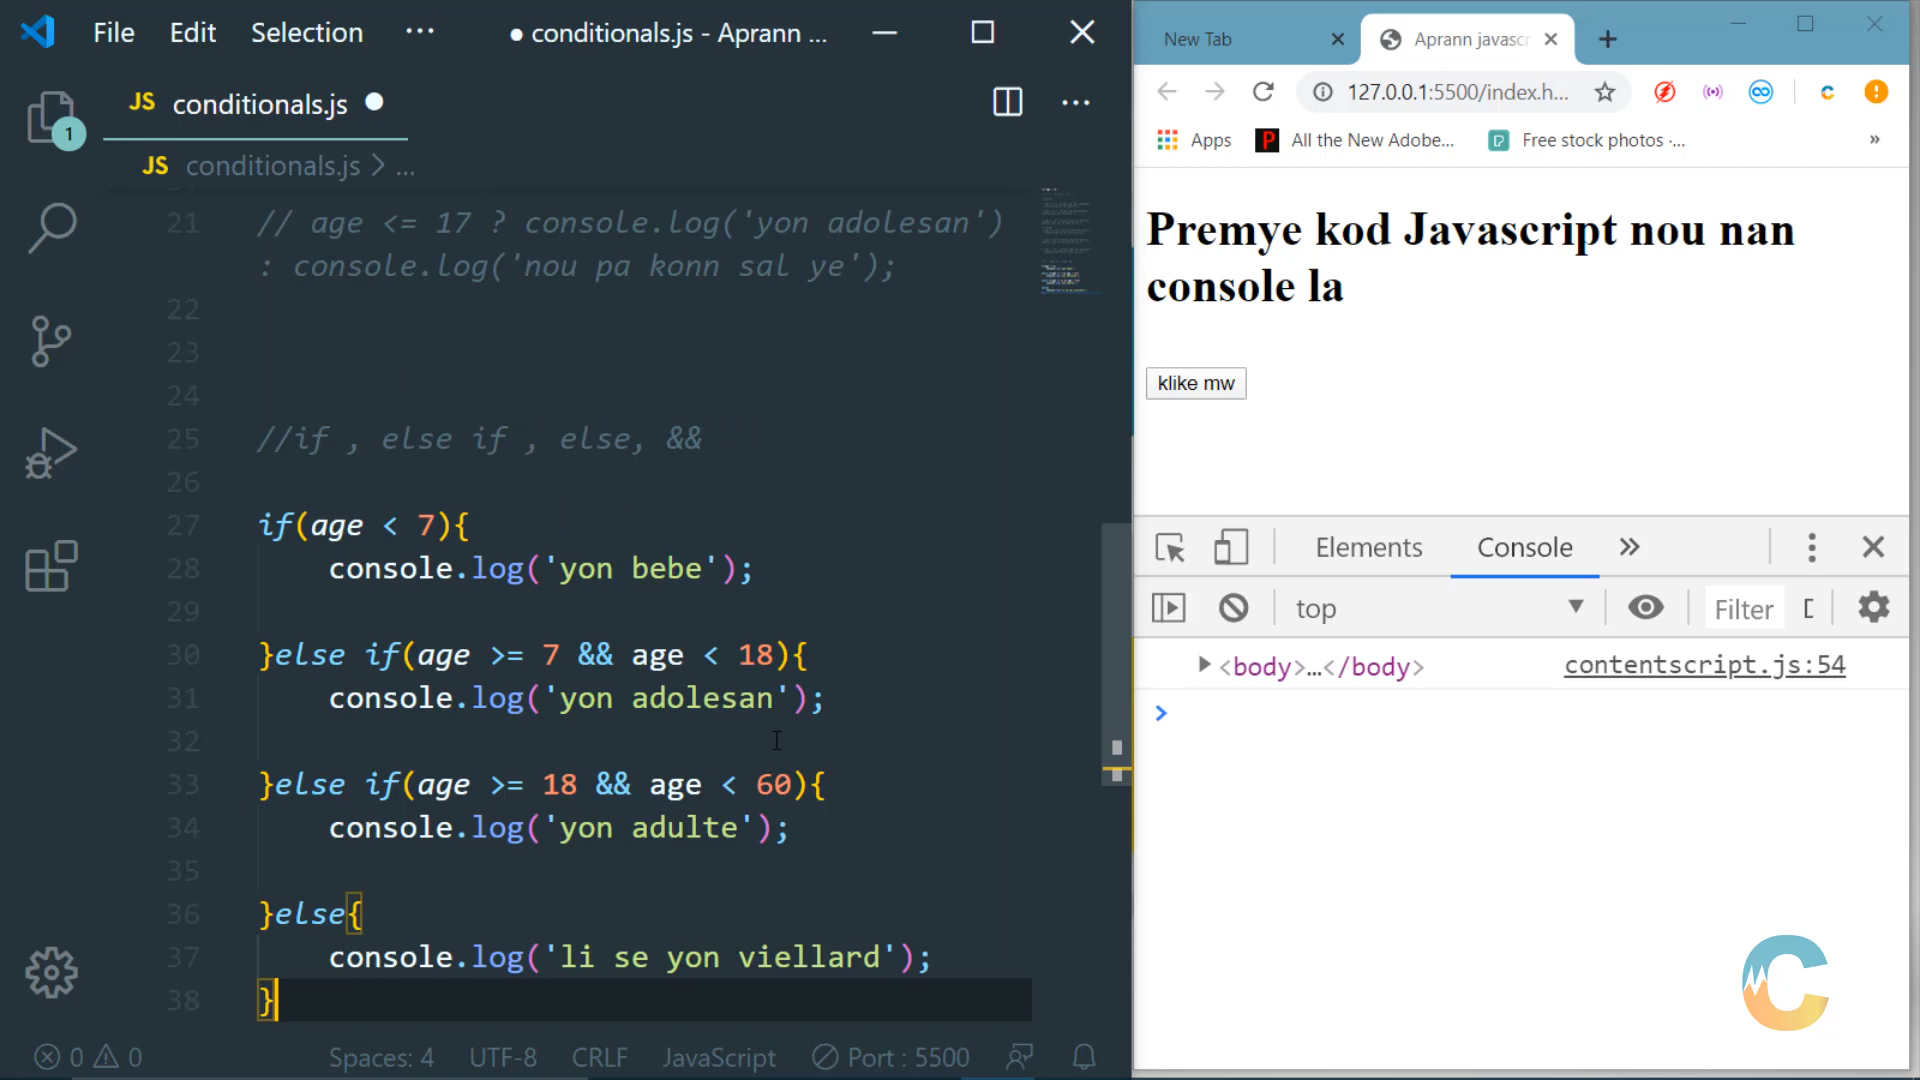 File Edit Selection ··· ● conditionals.js - Aprann ...
JS conditionals.js ●
1
JS conditionals.js > ...
21 // age <= 17 ? console.log('yon adolesan')
: console.log('nou pa konn sal ye');
22
23
24
25 //if , else if , else, &&
26
27 if(age < 7){
28 console.log('yon bebe');
29
30 }else if(age >= 7 && age < 18){
31 console.log('yon adolesan');
32
33 }else if(age >= 18 && age < 60){
34 console.log('yon adulte');
35
36 }else{
37 console.log('li se yon viellard');
38 }
0 0 Spaces: 4 UTF-8 CRLF JavaScript Port : 5500
New Tab Aprann javascr
127.0.0.1:5500/index.h...
Apps All the New Adobe... Free stock photos ·... »
Premye kod Javascript nou nan
console la
klike mw
Elements Console »
top Filter
<body>…</body> contentscript.js:54
>
C